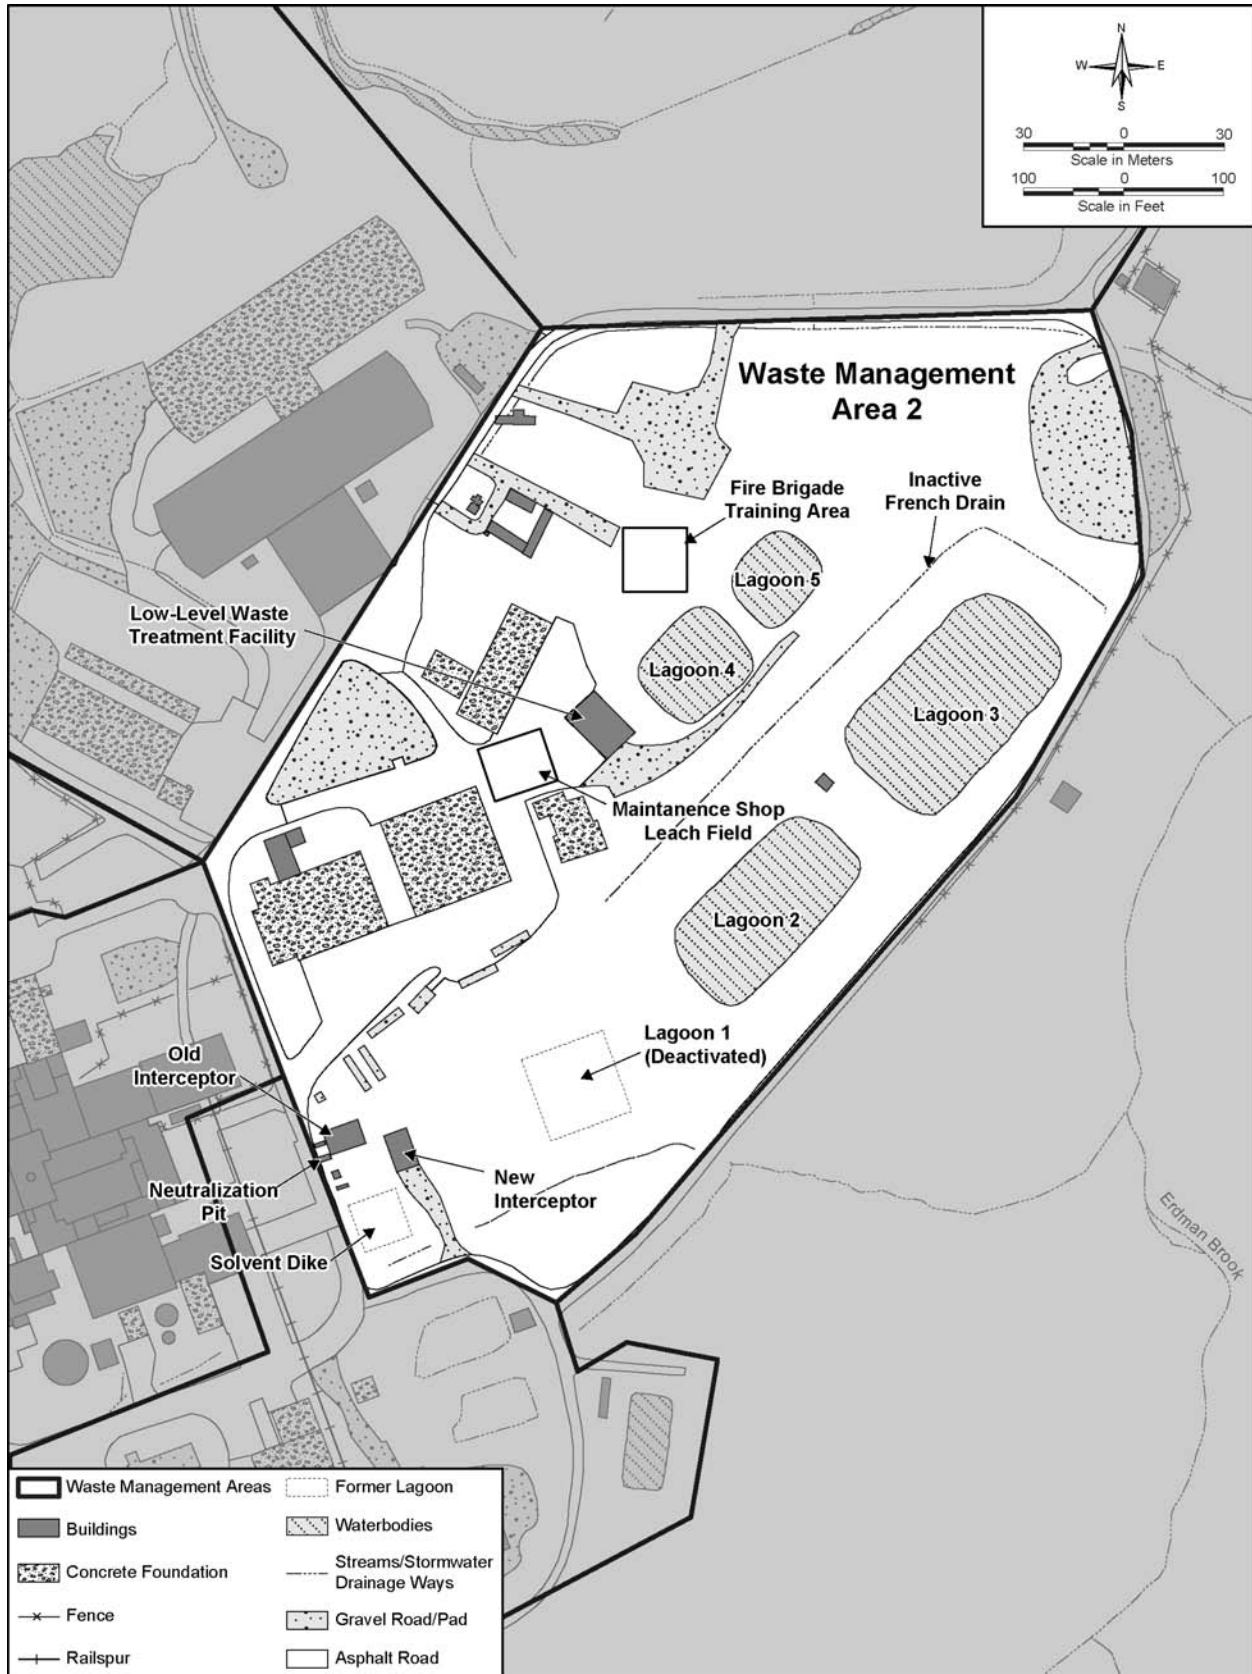 N
W E
S
30 0 30
Scale in Meters
100 0 100
Scale in Feet
Waste Management
Area 2
Inactive
French Drain
Fire Brigade
Training Area
Lagoon 5
Low-Level Waste
Treatment Facility
Lagoon 4
Lagoon 3
Maintanence Shop
Leach Field
Lagoon 2
Lagoon 1
(Deactivated)
Old
Interceptor
New
Interceptor
Neutralization
Pit
Solvent Dike
Erdman Brook
Waste Management Areas
Buildings
Concrete Foundation
Fence
Railspur
Former Lagoon
Waterbodies
Streams/Stormwater
Drainage Ways
Gravel Road/Pad
Asphalt Road